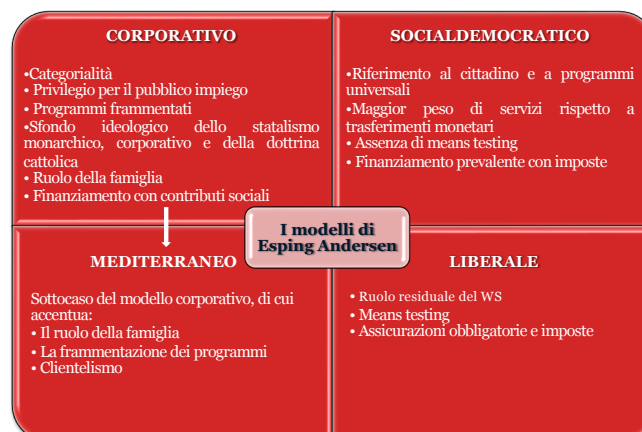 CORPORATIVO
•Categorialità
• Privilegio per il pubblico impiego
• Programmi frammentati
•Sfondo ideologico dello statalismo
monarchico, corporativo e della dottrina
cattolica
• Ruolo della famiglia
• Finanziamento con contributi sociali
SOCIALDEMOCRATICO
•Riferimento al cittadino e a programmi
universali
•Maggior peso di servizi rispetto a
trasferimenti monetari
• Assenza di means testing
• Finanziamento prevalente con imposte
I modelli di
Esping Andersen
MEDITERRANEO
Sottocaso del modello corporativo, di cui
accentua:
• Il ruolo della famiglia
• La frammentazione dei programmi
• Clientelismo
LIBERALE
• Ruolo residuale del WS
• Means testing
• Assicurazioni obbligatorie e imposte